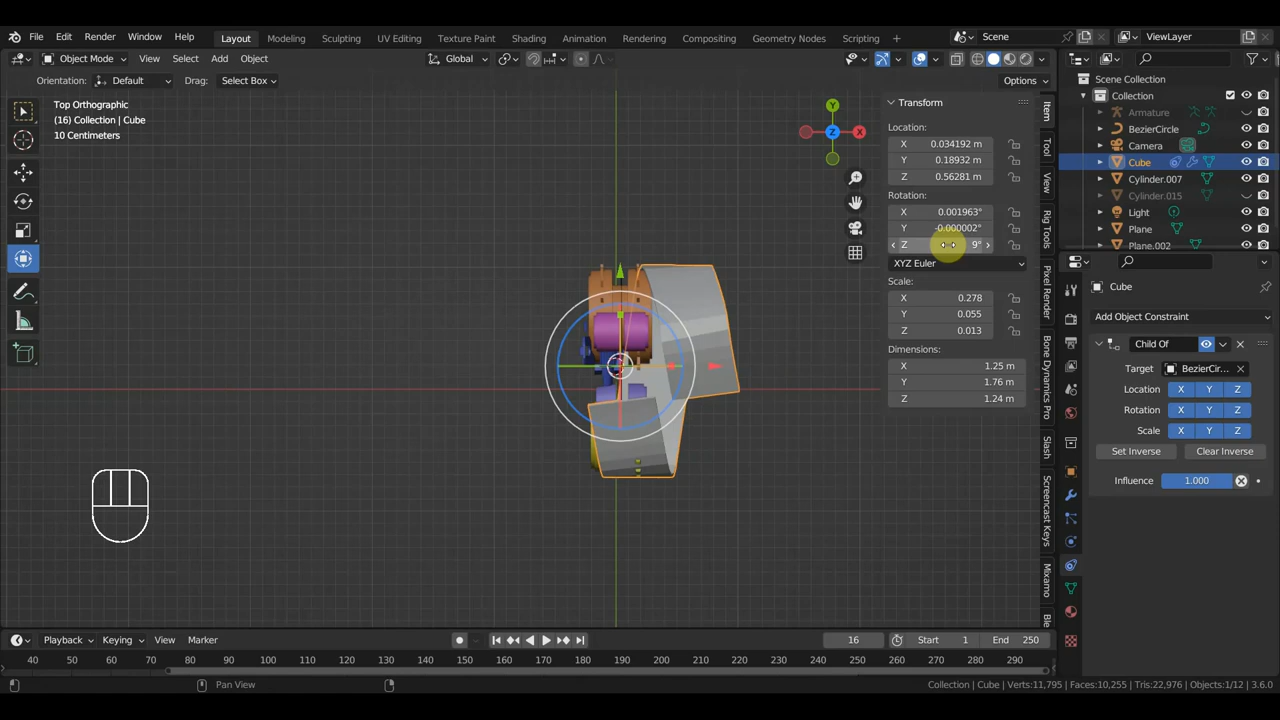 File Edit Render Window Help Layout Modeling Sculpting UV Editing Texture Paint Shading Animation Rendering Compositing Geometry Nodes Scripting + Scene ViewLayer
Object Mode View Select Add Object Global Options
Orientation: Default Drag: Select Box
Top Orthographic
(16) Collection | Cube
10 Centimeters
Y
X
Z
Transform
Location:
X 0.034192 m
Y 0.18932 m
Z 0.56281 m
Rotation:
X 0.001963°
Y -0.000002°
Z 9°
XYZ Euler
Scale:
X 0.278
Y 0.055
Z 0.013
Dimensions:
X 1.25 m
Y 1.76 m
Z 1.24 m
Item
Tool
View
Rig Tools
Pixel Render
Bone Dynamics Pro
Slash
Screencast Keys
Mixamo
Ble
Scene Collection
Collection
Armature
BezierCircle
Camera
Cube
Cylinder.007
Cylinder.015
Light
Plane
Plane.002
Cube
Add Object Constraint
Child Of
Target BezierCir...
Location X Y Z
Rotation X Y Z
Scale X Y Z
Set Inverse Clear Inverse
Influence 1.000
Playback Keying View Marker 16 Start 1 End 250
40 50 60 70 80 90 100 110 120 130 140 150 160 170 180 190 200 210 220 230 240 250 260 270 280 290
Pan View Collection | Cube | Verts:11,795 | Faces:10,255 | Tris:22,976 | Objects:1/12 | 3.6.0